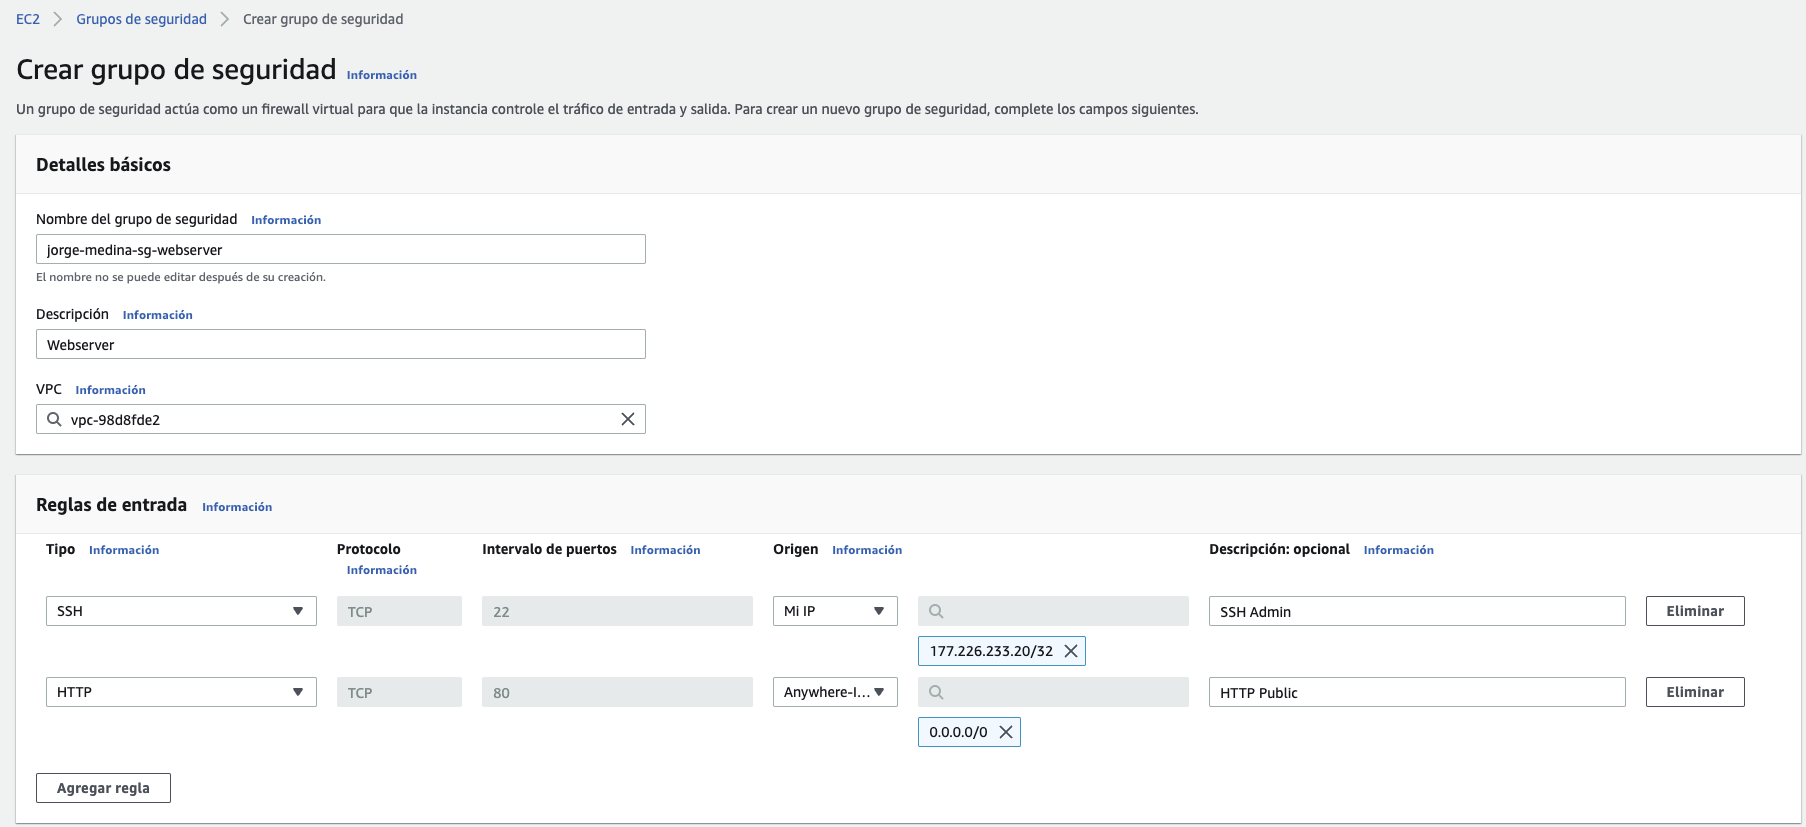 EC2 > Grupos de seguridad > Crear grupo de seguridad
Crear grupo de seguridad Información
Un grupo de seguridad actúa como un firewall virtual para que la instancia controle el tráfico de entrada y salida. Para crear un nuevo grupo de seguridad, complete los campos siguientes.
Detalles básicos
Nombre del grupo de seguridad Información
jorge-medina-sg-webserver
El nombre no se puede editar después de su creación.
Descripción Información
Webserver
VPC Información
vpc-98d8fde2
Reglas de entrada Información
Tipo Información Protocolo Intervalo de puertos Información Origen Información Descripción: opcional Información
Información
SSH TCP 22 Mi IP SSH Admin Eliminar
177.226.233.20/32
HTTP TCP 80 Anywhere-I... HTTP Public Eliminar
0.0.0.0/0
Agregar regla